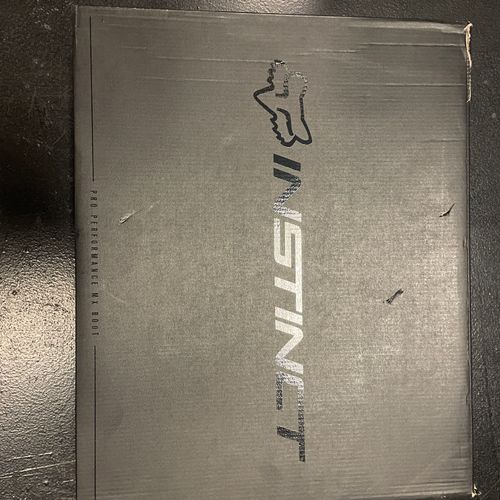 INSTINCT
PRO PERFORMANCE MX BOOT